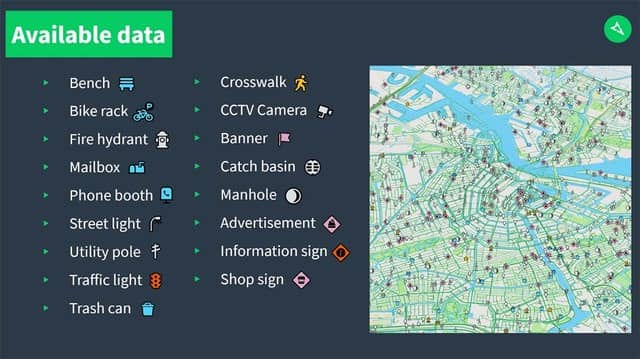 Available data
Bench
Bike rack
Fire hydrant
Mailbox
Phone booth
Street light
Utility pole
Traffic light
Trash can
Crosswalk
CCTV Camera
Banner
Catch basin
Manhole
Advertisement
Information sign
Shop sign